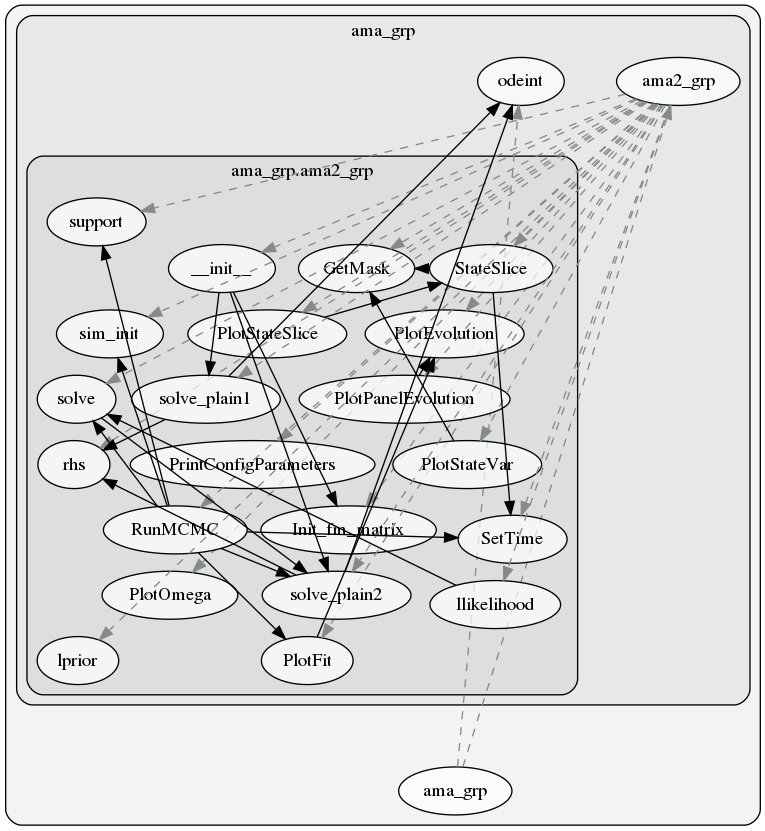 ama_grp
odeint
ama2_grp
ama_grp.ama2_grp
support
__init__
GetMask
StateSlice
sim_init
PlotStateSlice
PlotEvolution
solve
solve_plain1
PlotPanelEvolution
rhs
PrintConfigParameters
PlotStateVar
RunMCMC
Init_fm_matrix
SetTime
PlotOmega
solve_plain2
llikelihood
lprior
PlotFit
ama_grp